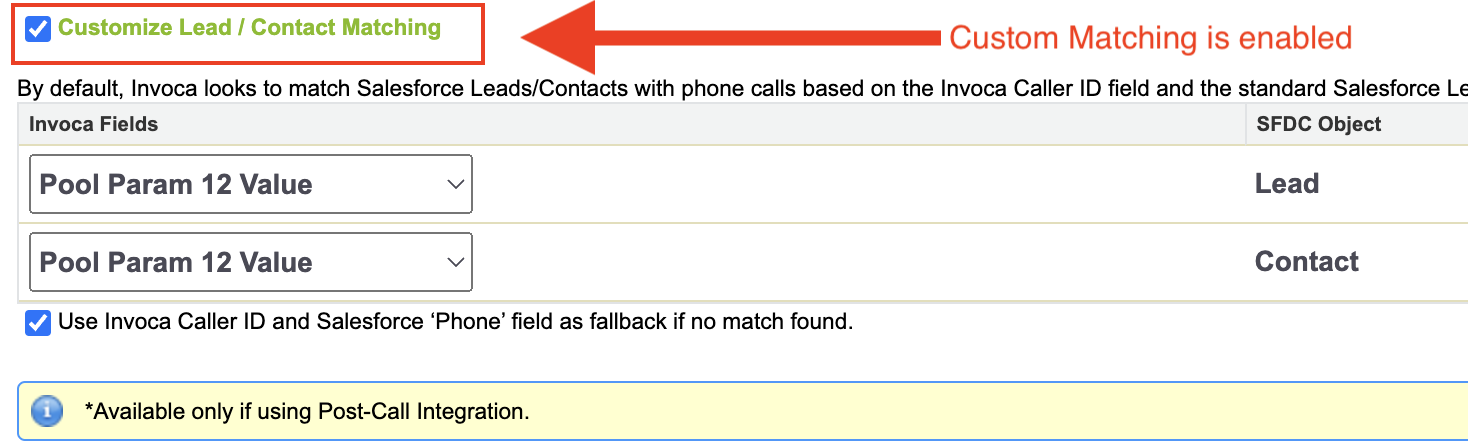 Customize Lead / Contact Matching
Custom Matching is enabled
By default, Invoca looks to match Salesforce Leads/Contacts with phone calls based on the Invoca Caller ID field and the standard Salesforce Le
Invoca Fields SFDC Object
Pool Param 12 Value Lead
Pool Param 12 Value Contact
Use Invoca Caller ID and Salesforce ‘Phone’ field as fallback if no match found.
*Available only if using Post-Call Integration.